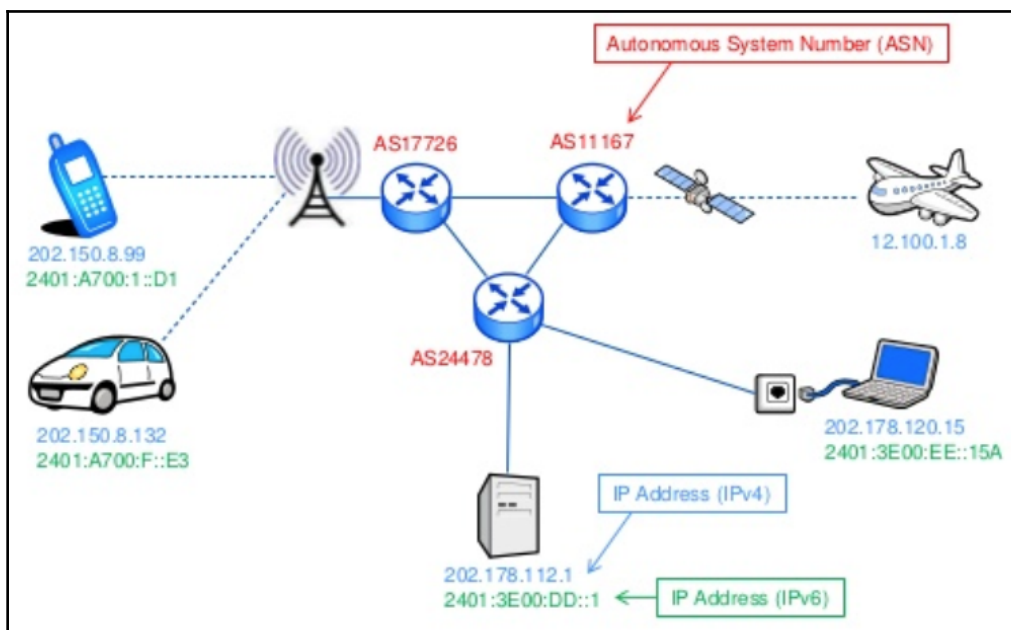 Autonomous System Number (ASN)
AS17726
AS11167
202.150.8.99
2401:A700:1::D1
12.100.1.8
AS24478
202.150.8.132
2401:A700:F::E3
202.178.120.15
2401:3E00:EE::15A
IP Address (IPv4)
202.178.112.1
2401:3E00:DD::1
IP Address (IPv6)